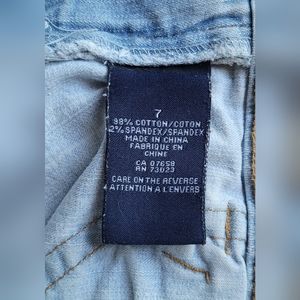 7
98% COTTON/COTON
2% SPANDEX/SPANDEX
MADE IN CHINA
FABRIQUE EN
CHINE
CA 07658
RN 73023
CARE ON THE REVERSE
ATTENTION A L'ENVERS